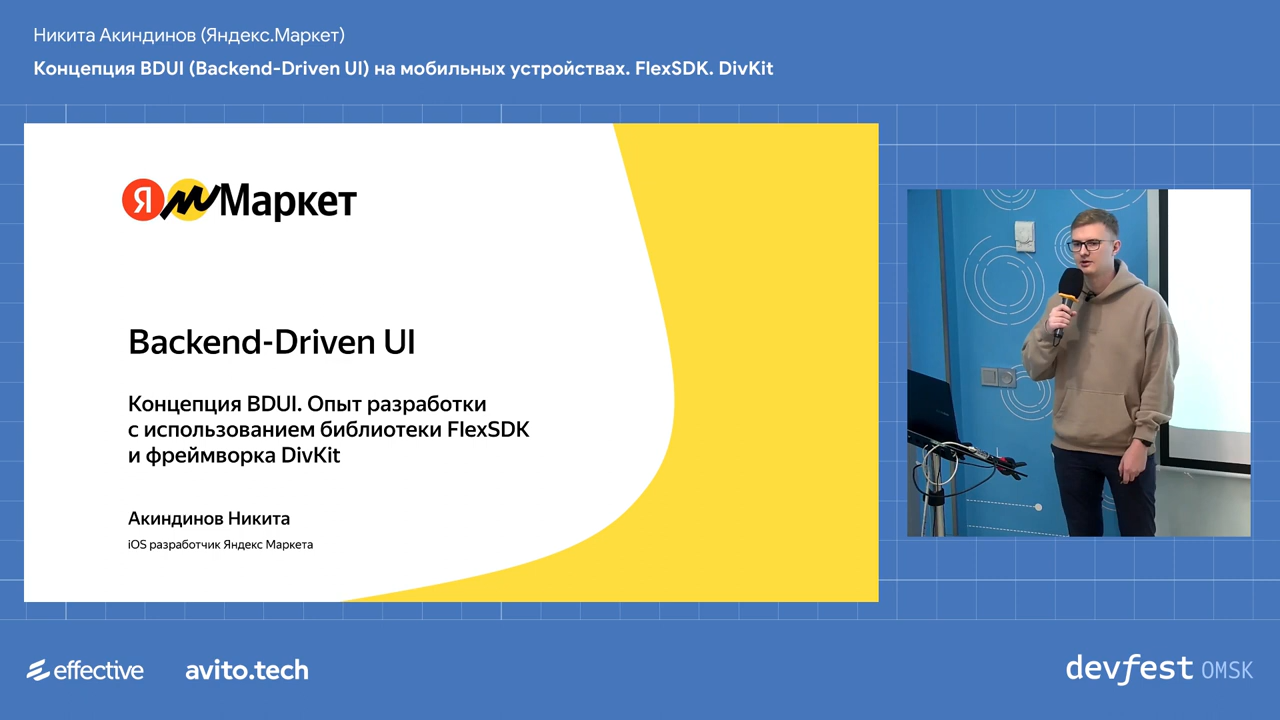 Никита Акиндинов (Яндекс.Маркет)
Концепция BDUI (Backend-Driven UI) на мобильных устройствах. FlexSDK. DivKit
Я Маркет
Backend-Driven UI
Концепция BDUI. Опыт разработки
с использованием библиотеки FlexSDK
и фреймворка DivKit
Акиндинов Никита
iOS разработчик Яндекс Маркета
effective
avito.tech
devfest OMSK